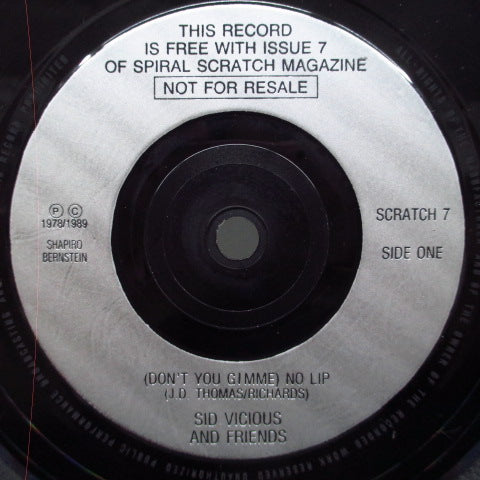 THIS RECORD
IS FREE WITH ISSUE 7
OF SPIRAL SCRATCH MAGAZINE
NOT FOR RESALE
Ⓟ Ⓒ
1978/1989
SHAPIRO
BERNSTEIN
SCRATCH 7
SIDE ONE
(DON'T YOU GIMME) NO LIP
(J.D. THOMAS/RICHARDS)
SID VICIOUS
AND FRIENDS